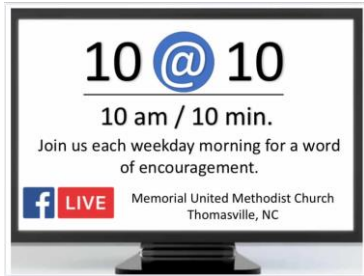 10 @ 10
10 am / 10 min.
Join us each weekday morning for a word
of encouragement.
f LIVE
Memorial United Methodist Church
Thomasville, NC